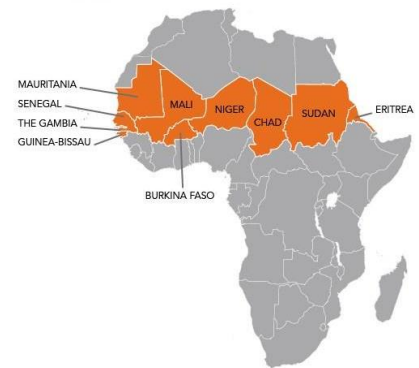 MAURITANIA
SENEGAL
THE GAMBIA
GUINEA-BISSAU
MALI
NIGER
CHAD
SUDAN
ERITREA
BURKINA FASO